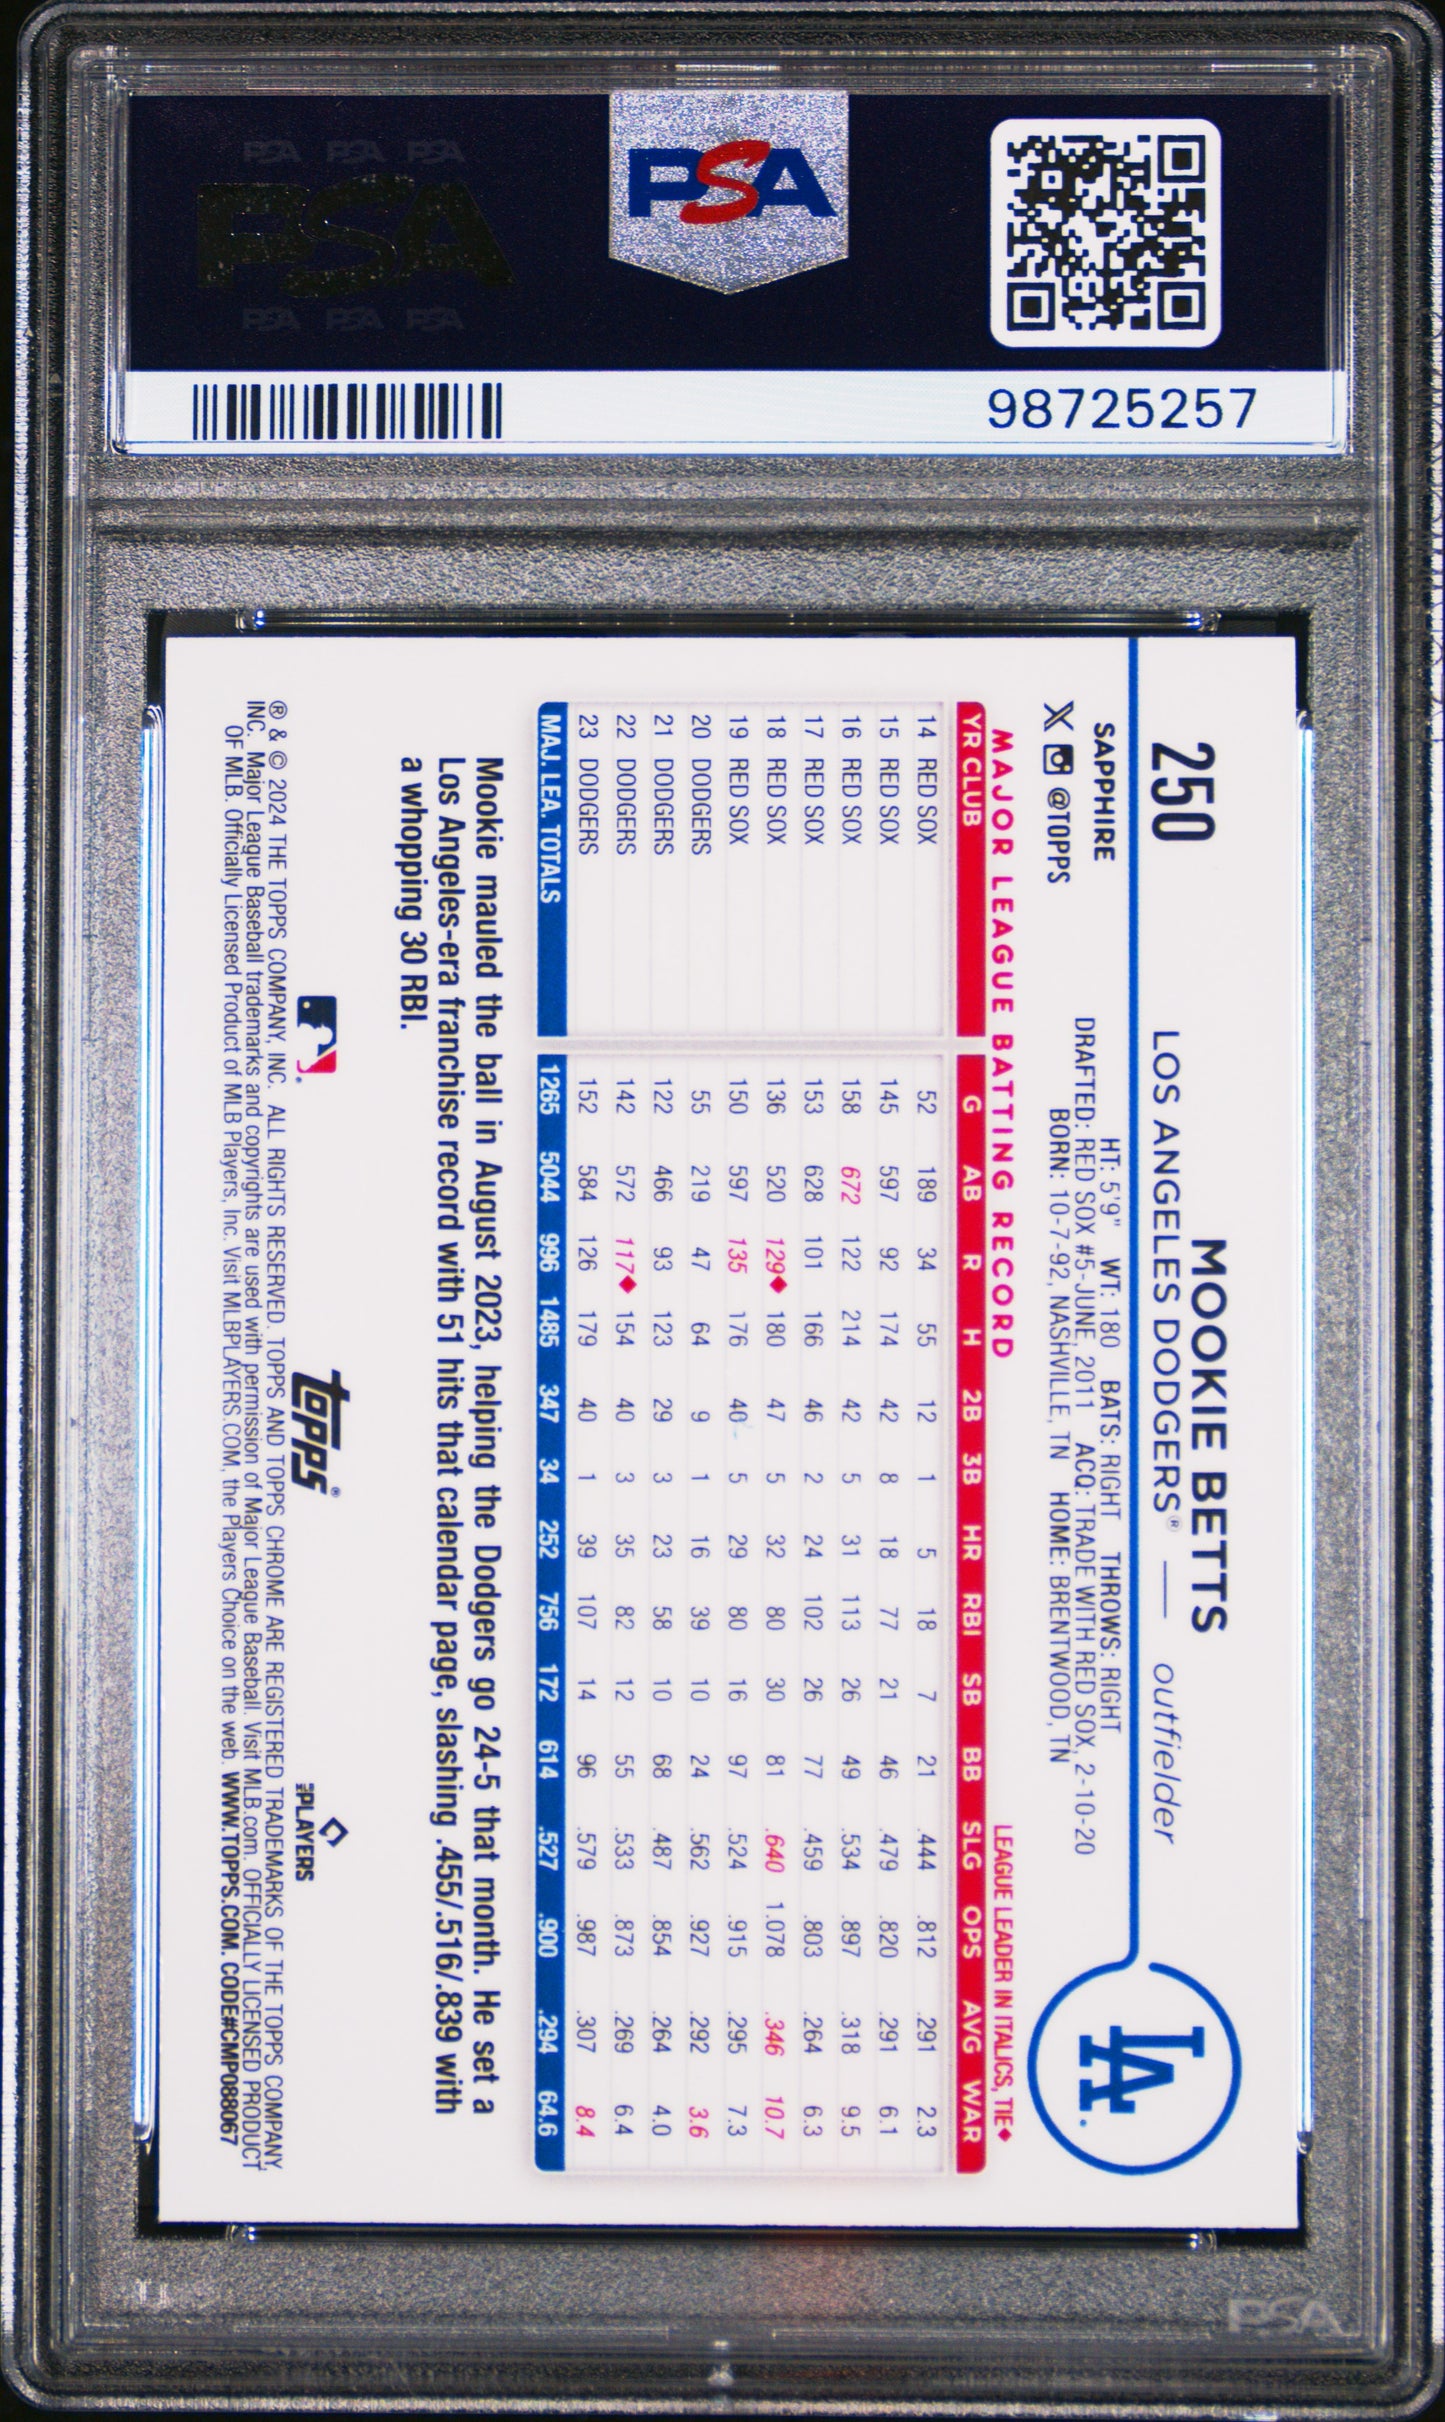 PSA PSA PSA
PSA
PSA PSA PSA
PSA
98725257
250
MOOKIE BETTS
LOS ANGELES DODGERS® — outfielder
SAPPHIRE
HT: 5'9" WT: 180 BATS: RIGHT THROWS: RIGHT
DRAFTED: RED SOX #5-JUNE, 2011 ACQ: TRADE WITH RED SOX, 2-10-20
BORN: 10-7-92, NASHVILLE, TN HOME: BRENTWOOD, TN
X @TOPPS
LA
MAJOR LEAGUE BATTING RECORD
LEAGUE LEADER IN ITALICS, TIE♦
YR CLUB G AB R H 2B 3B HR RBI SB BB SLG OPS AVG WAR
14 RED SOX 52 189 34 55 12 1 5 18 7 21 .444 .812 .291 2.3
15 RED SOX 145 597 92 174 42 8 18 77 21 46 .479 .820 .291 6.1
16 RED SOX 158 672 122 214 42 5 31 113 26 49 .534 .897 .318 9.5
17 RED SOX 153 628 101 166 46 2 24 102 26 77 .459 .803 .264 6.3
18 RED SOX 136 520 129♦ 180 47 5 32 80 30 81 .640 1.078 .346 10.7
19 RED SOX 150 597 135 176 40 5 29 80 16 97 .524 .915 .295 7.3
20 DODGERS 55 219 47 64 9 1 16 39 10 24 .562 .927 .292 3.6
21 DODGERS 122 466 93 123 29 3 23 58 10 68 .487 .854 .264 4.0
22 DODGERS 142 572 117♦ 154 40 3 35 82 12 55 .533 .873 .269 6.4
23 DODGERS 152 584 126 179 40 1 39 107 14 96 .579 .987 .307 8.4
MAJ. LEA. TOTALS 1265 5044 996 1485 347 34 252 756 172 614 .527 .900 .294 64.6
Mookie mauled the ball in August 2023, helping the Dodgers go 24-5 that month. He set a
Los Angeles-era franchise record with 51 hits that calendar page, slashing .455/.516/.839 with
a whopping 30 RBI.
topps®
MLB PLAYERS
® & © 2024 THE TOPPS COMPANY, INC. ALL RIGHTS RESERVED. TOPPS AND TOPPS CHROME ARE REGISTERED TRADEMARKS OF THE TOPPS COMPANY,
INC. Major League Baseball trademarks and copyrights are used with permission of Major League Baseball. Visit MLB.com. OFFICIALLY LICENSED PRODUCT
OF MLB. Officially Licensed Product of MLB Players, Inc. Visit MLBPLAYERS.COM, the Players Choice on the web. WWW.TOPPS.COM. CODE#CMP088067
PSA